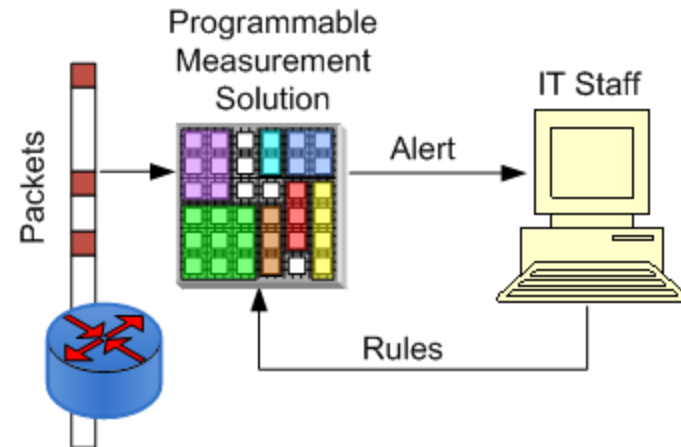 Programmable
Measurement
Solution
IT Staff
Packets
Alert
Rules